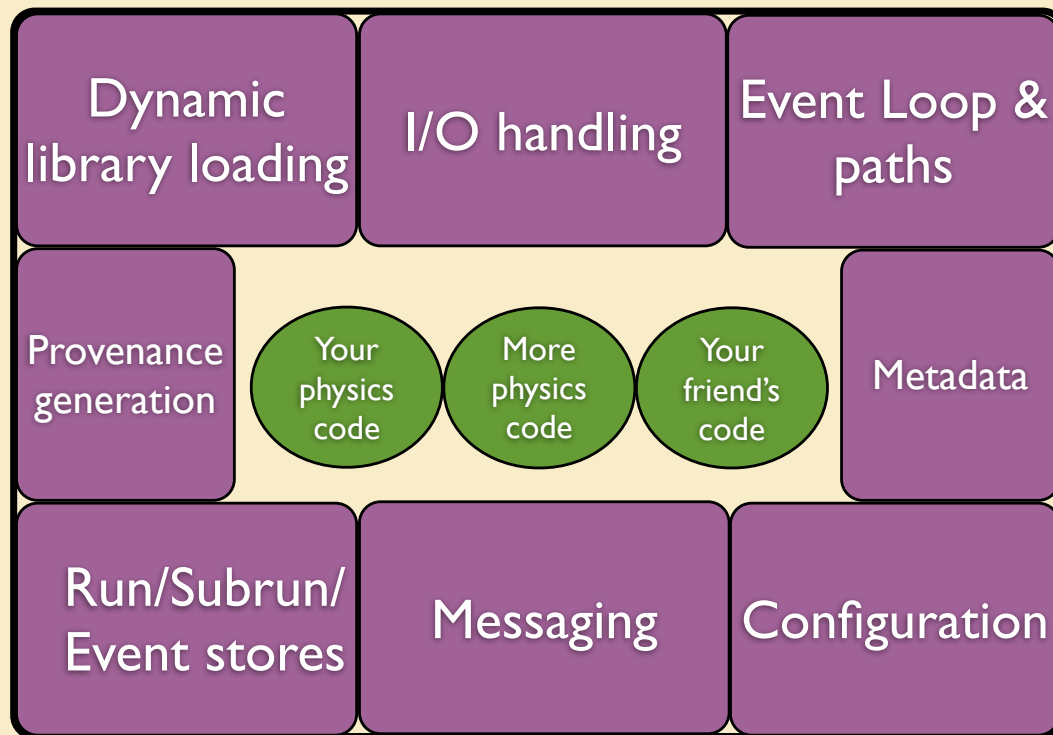 Dynamic
library loading
I/O handling
Event Loop &
paths
Provenance
generation
Your
physics
code
More
physics
code
Your
friend's
code
Metadata
Run/Subrun/
Event stores
Messaging
Configuration